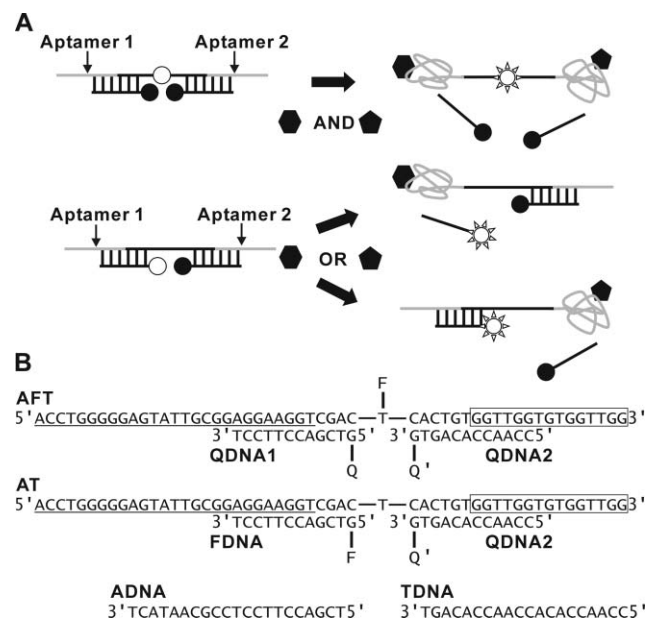 A
Aptamer 1 Aptamer 2
AND
Aptamer 1 Aptamer 2
OR
B
F
AFT
5'ACCTGGGGGAGTATTGCGGAGGAAGGTCGAC—T—CACTGTGGTTGGTGTGGTTGG3'
3'TCCTTCCAGCTG5' 3'GTGACACCAACC5'
QDNA1 QDNA2
Q Q'
AT
5'ACCTGGGGGAGTATTGCGGAGGAAGGTCGAC—T—CACTGTGGTTGGTGTGGTTGG3'
3'TCCTTCCAGCTG5' 3'GTGACACCAACC5'
FDNA QDNA2
F Q'
ADNA TDNA
3'TCATAACGCCTCCTTCCAGCT5' 3'TGACACCAACCACACCAACC5'